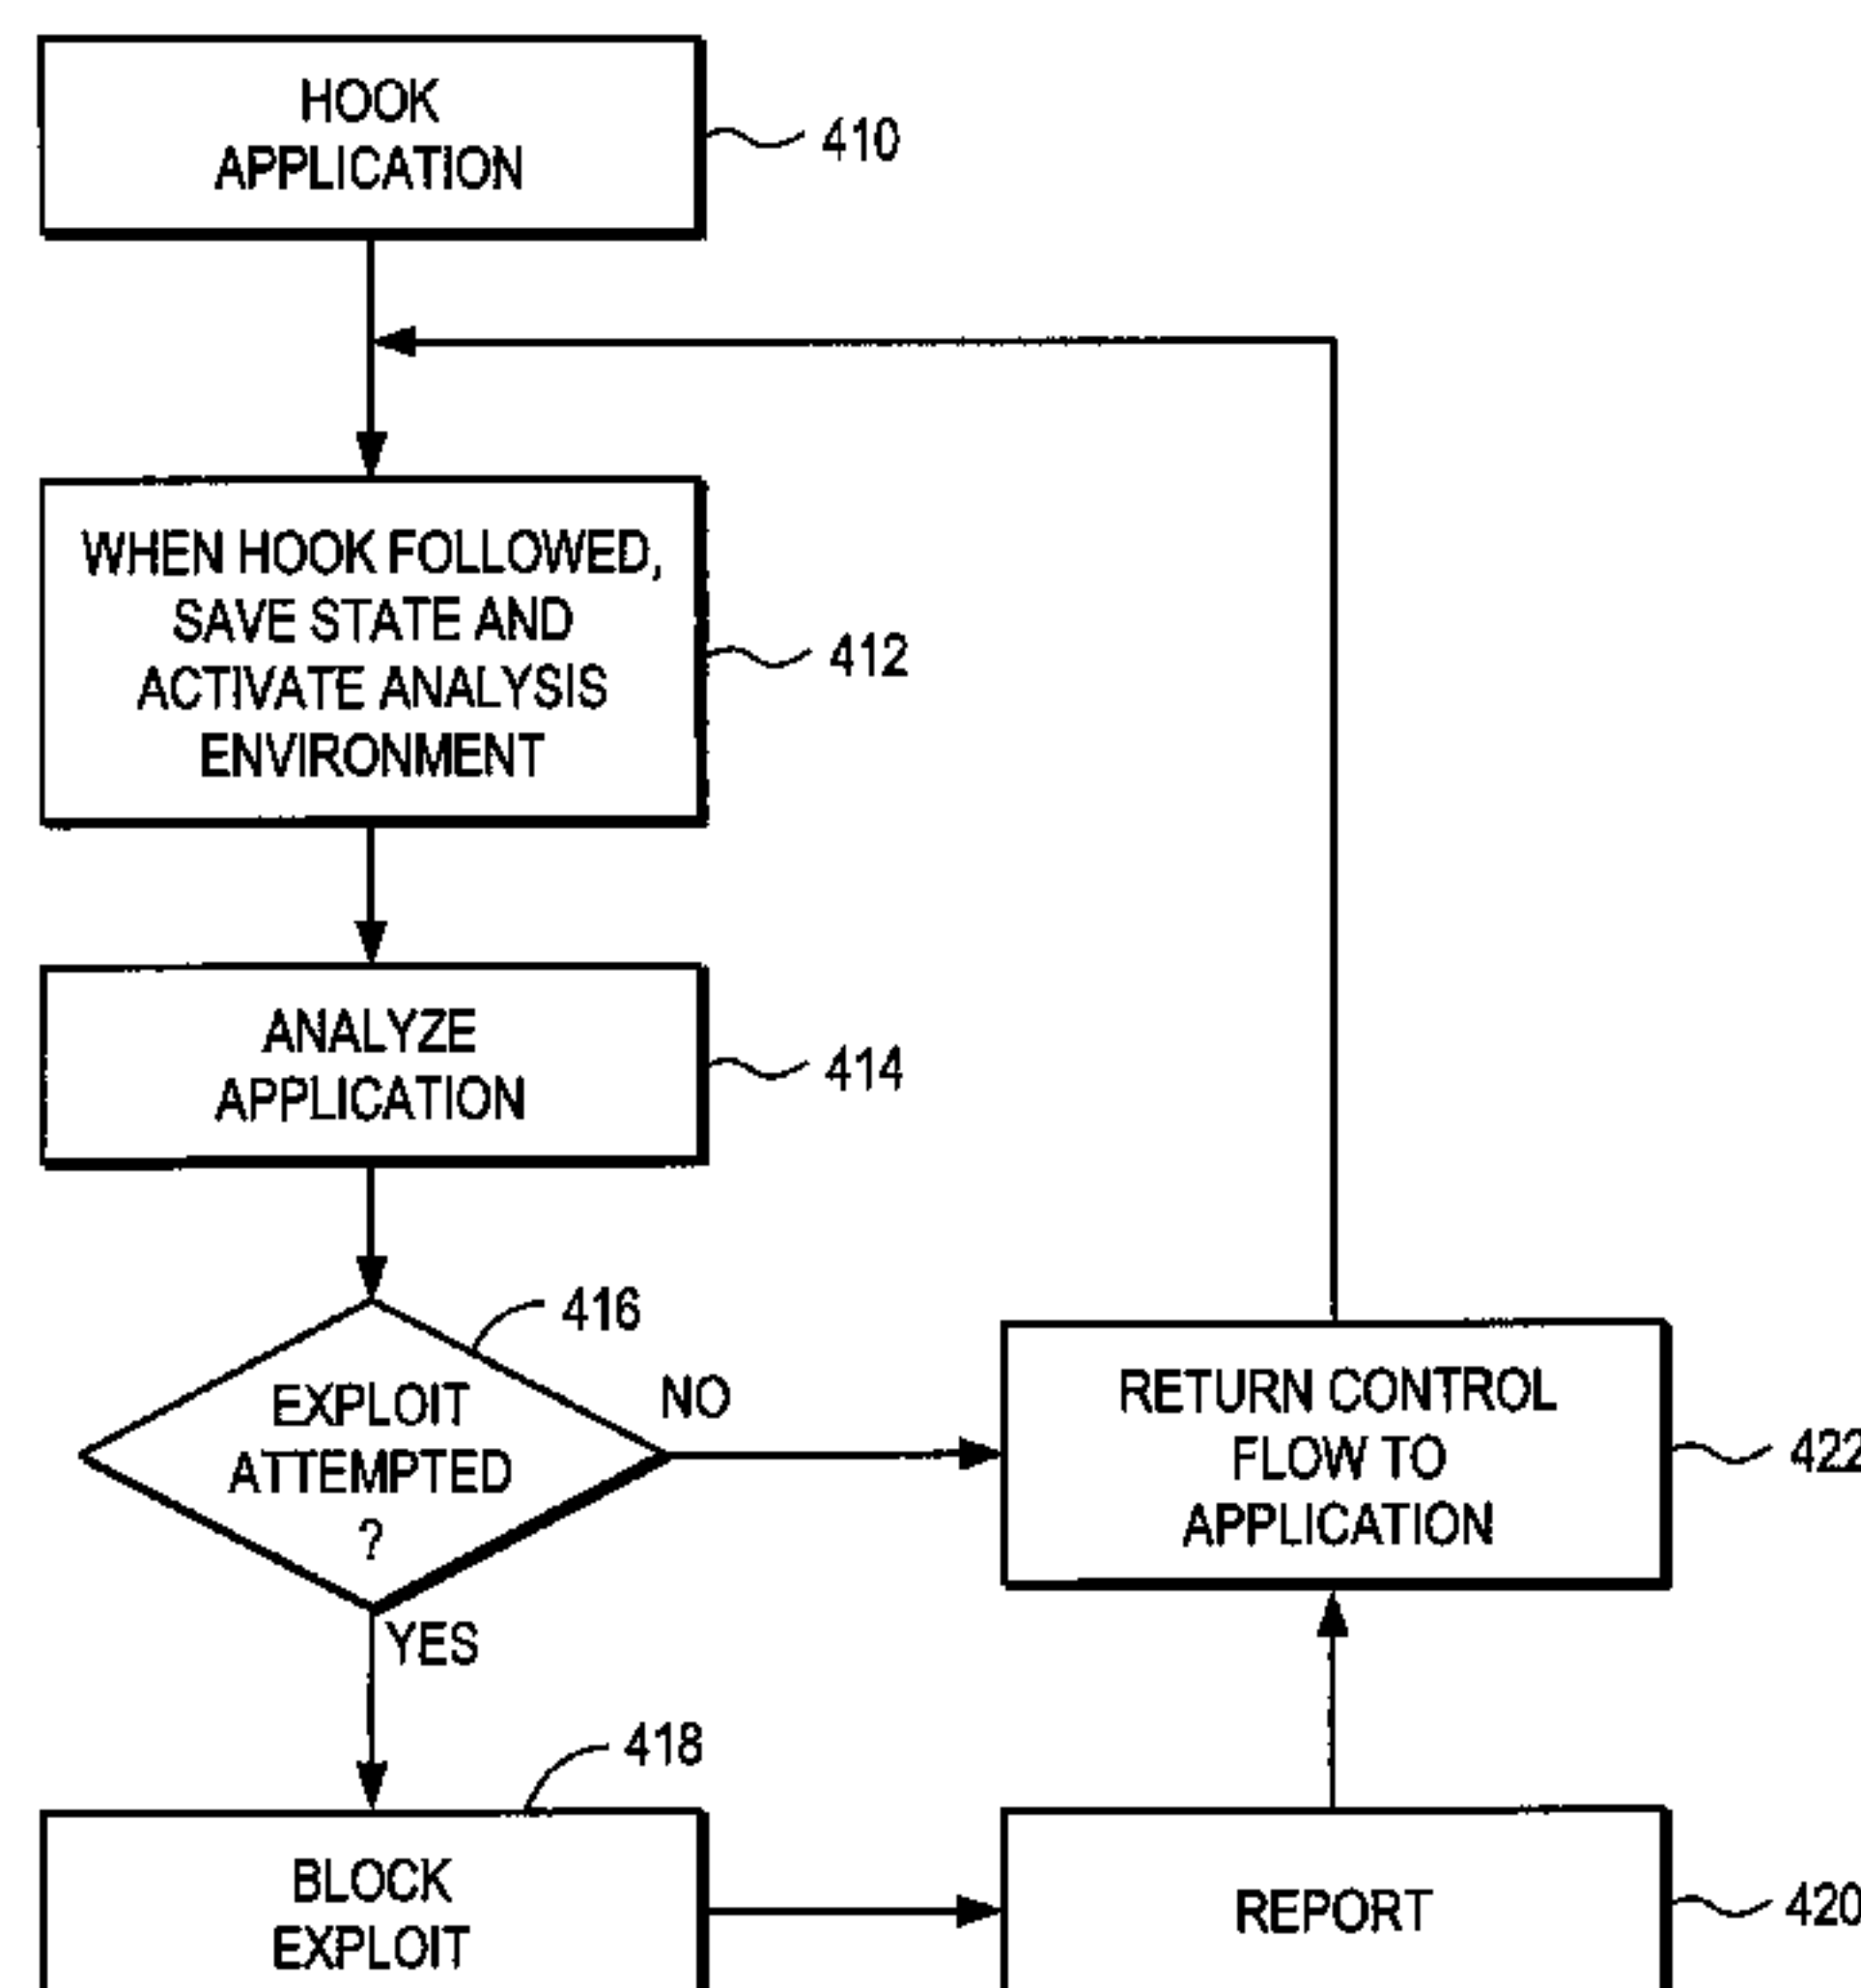 HOOK
APPLICATION
410
WHEN HOOK FOLLOWED,
SAVE STATE AND
ACTIVATE ANALYSIS
ENVIRONMENT
412
ANALYZE
APPLICATION
414
416
EXPLOIT
ATTEMPTED
?
NO
YES
RETURN CONTROL
FLOW TO
APPLICATION
422
418
BLOCK
EXPLOIT
REPORT
420